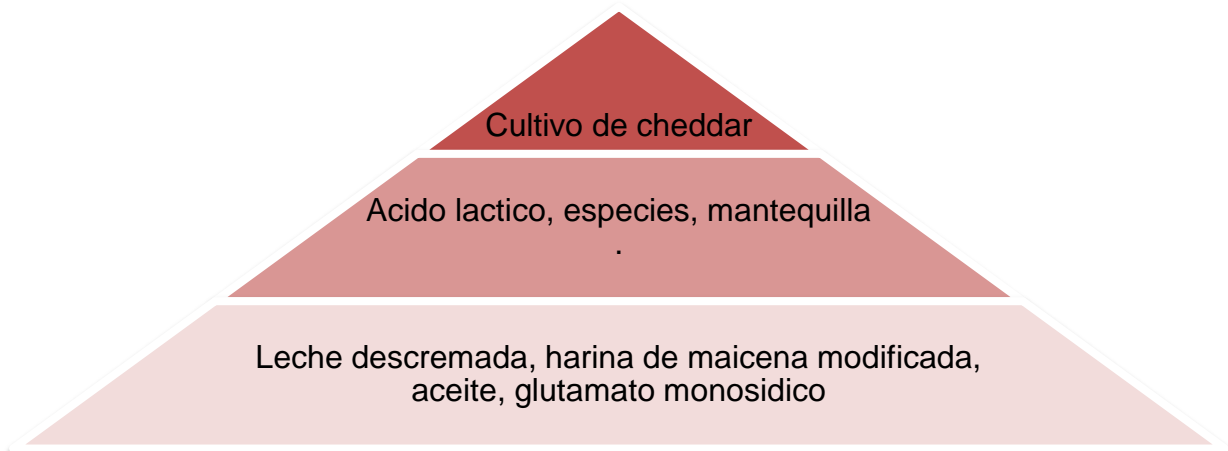 Cultivo de cheddar
Acido lactico, especies, mantequilla
.
Leche descremada, harina de maicena modificada,
aceite, glutamato monosidico